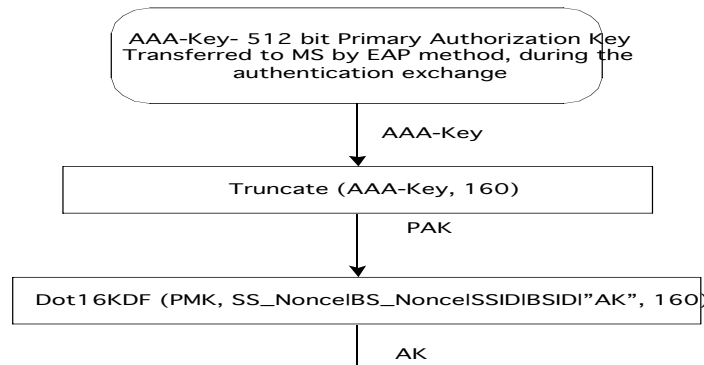 AAA-Key- 512 bit Primary Authorization Key
Transferred to MS by EAP method, during the
authentication exchange
AAA-Key
Truncate (AAA-Key, 160)
PAK
Dot16KDF (PMK, SS_Nonce|BS_Nonce|SSID|BSID|”AK”, 160)
AK